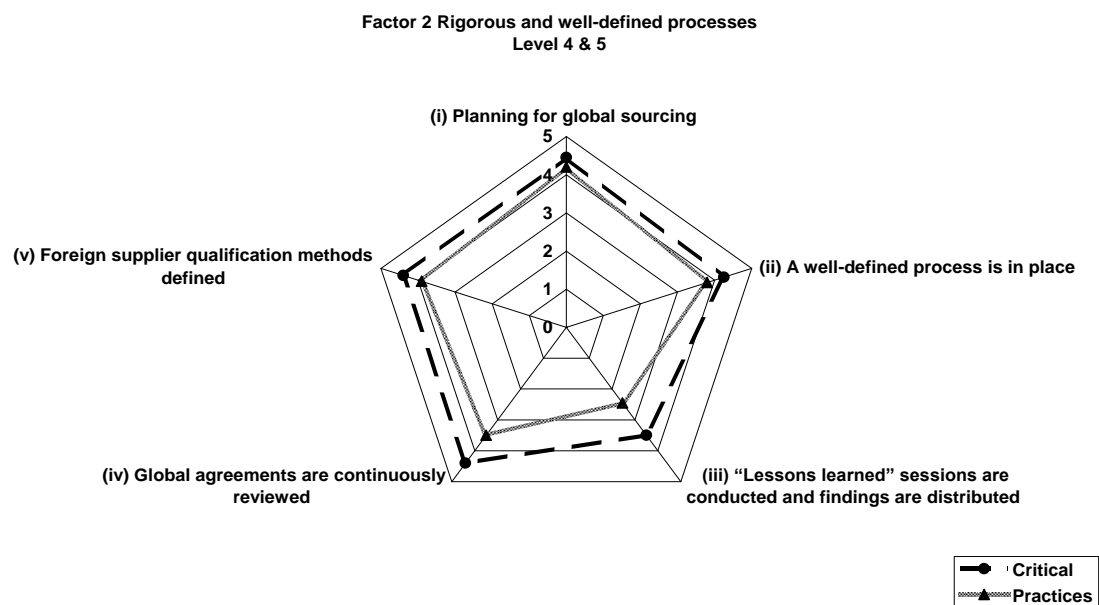 Factor 2 Rigorous and well-defined processes
Level 4 & 5
(i) Planning for global sourcing
5
4
3
2
1
0
(v) Foreign supplier qualification methods
defined
(ii) A well-defined process is in place
(iv) Global agreements are continuously
reviewed
(iii) “Lessons learned” sessions are
conducted and findings are distributed
Critical
Practices